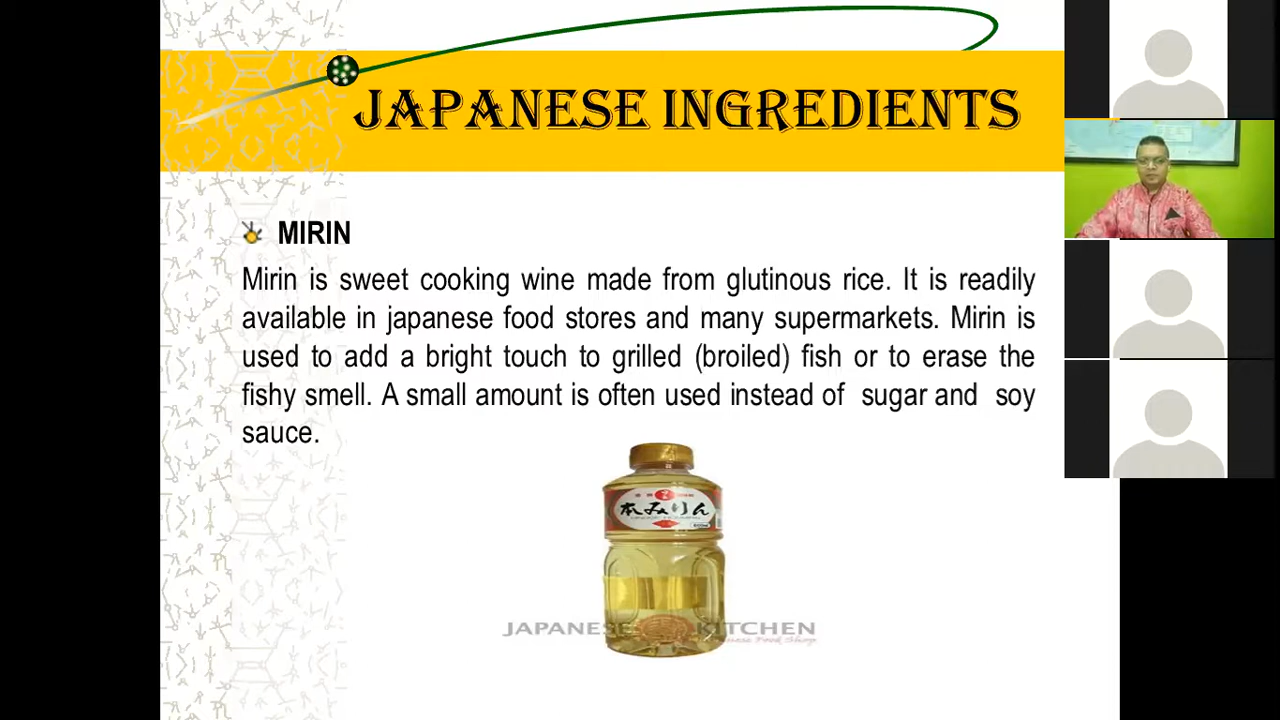 JAPANESE INGREDIENTS
MIRIN
Mirin is sweet cooking wine made from glutinous rice. It is readily
available in japanese food stores and many supermarkets. Mirin is
used to add a bright touch to grilled (broiled) fish or to erase the
fishy smell. A small amount is often used instead of sugar and soy
sauce.
本みりん
JAPANESE KITCHEN
Food Shop